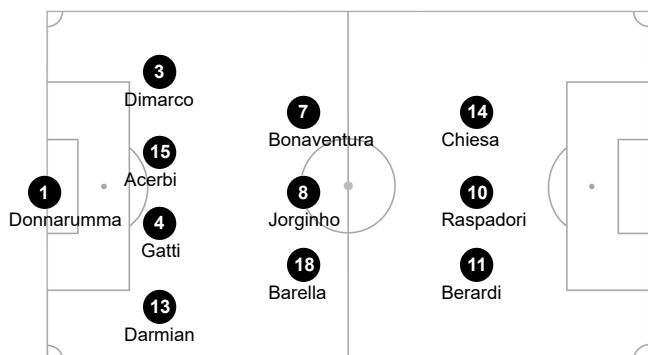 3
Dimarco
7
Bonaventura
14
Chiesa
15
Acerbi
1
Donnarumma
8
Jorginho
10
Raspadori
4
Gatti
18
Barella
11
Berardi
13
Darmian